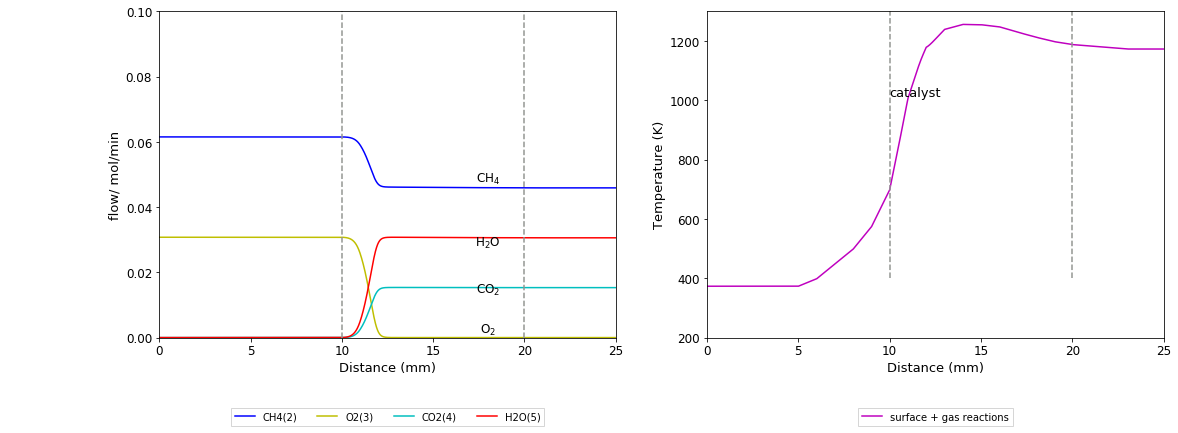 flow/ mol/min
0.10
0.08
0.06
0.04
0.02
0.00
CH4
H2O
CO2
O2
0 5 10 15 20 25
Distance (mm)
CH4(2) O2(3) CO2(4) H2O(5)
Temperature (K)
1200
1000
800
600
400
200
catalyst
0 5 10 15 20 25
Distance (mm)
surface + gas reactions